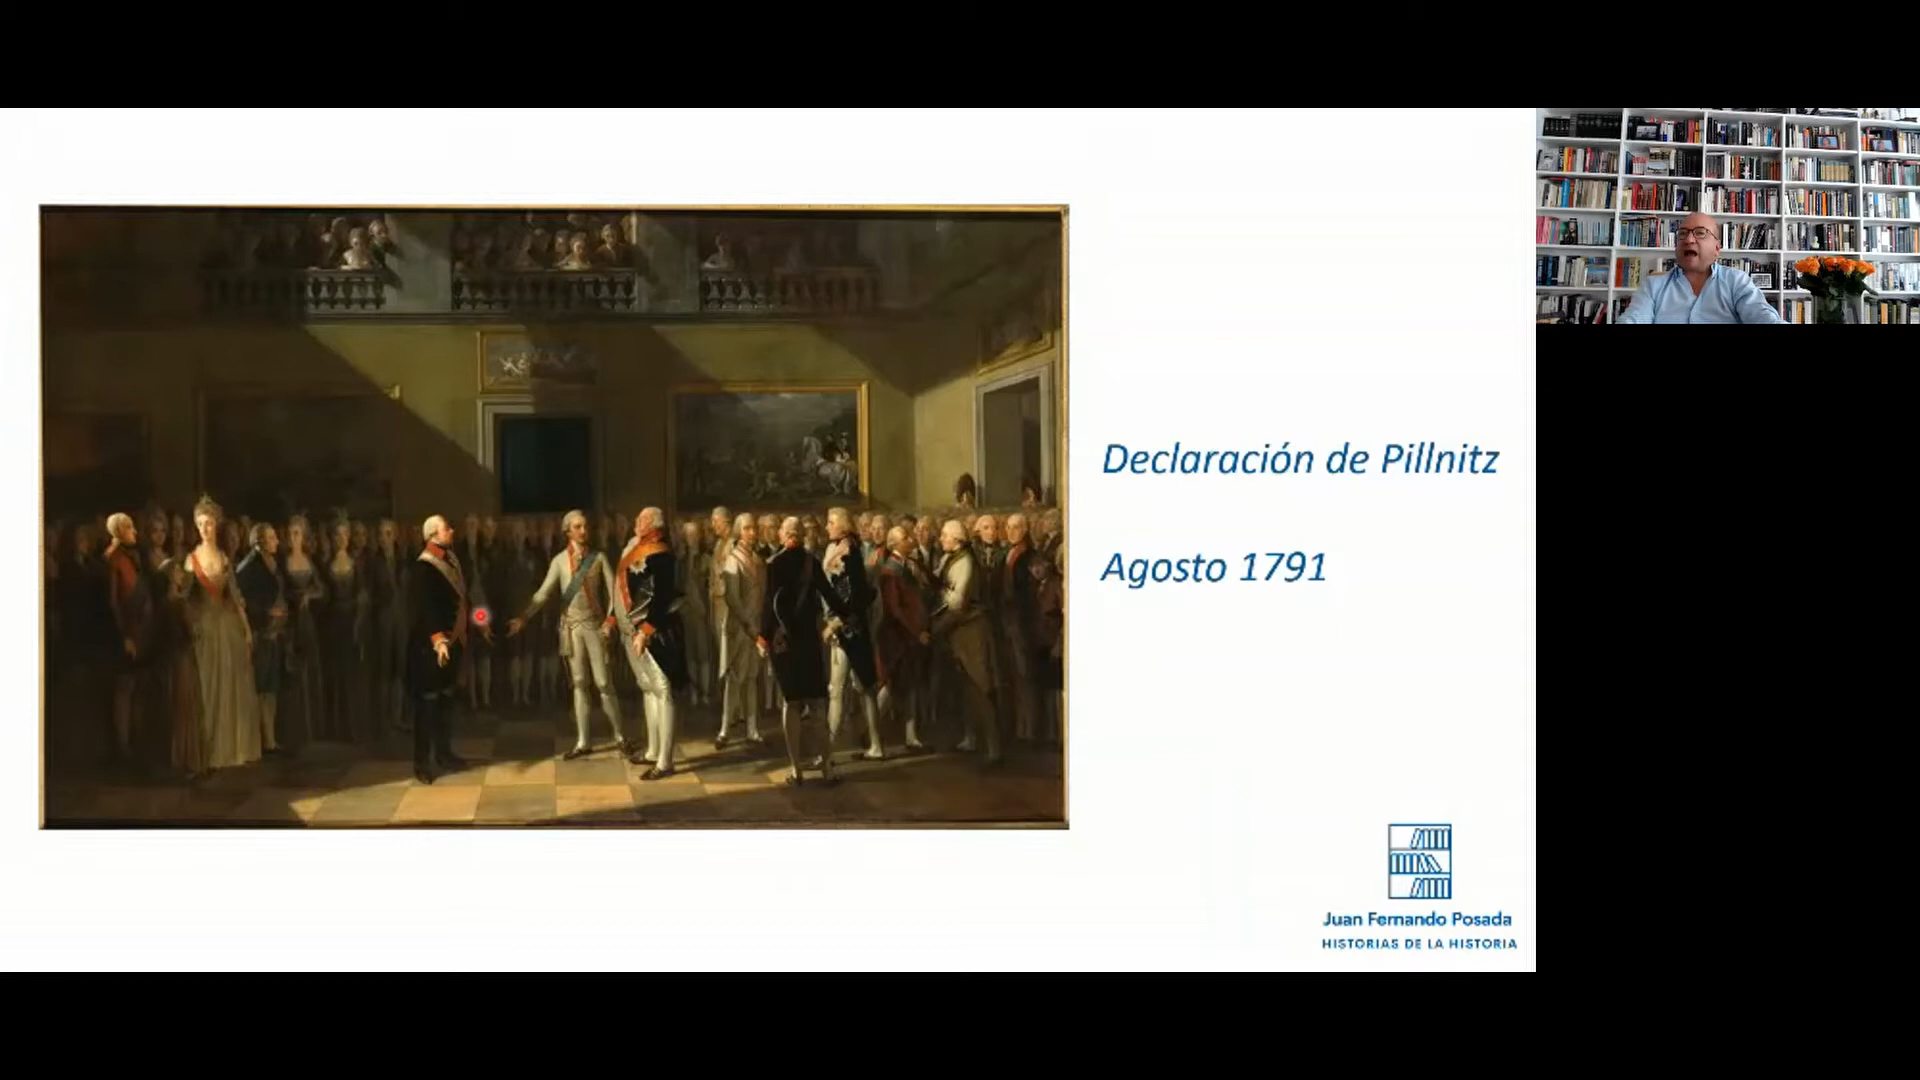 Declaración de Pillnitz
Agosto 1791
Juan Fernando Posada
HISTORIAS DE LA HISTORIA